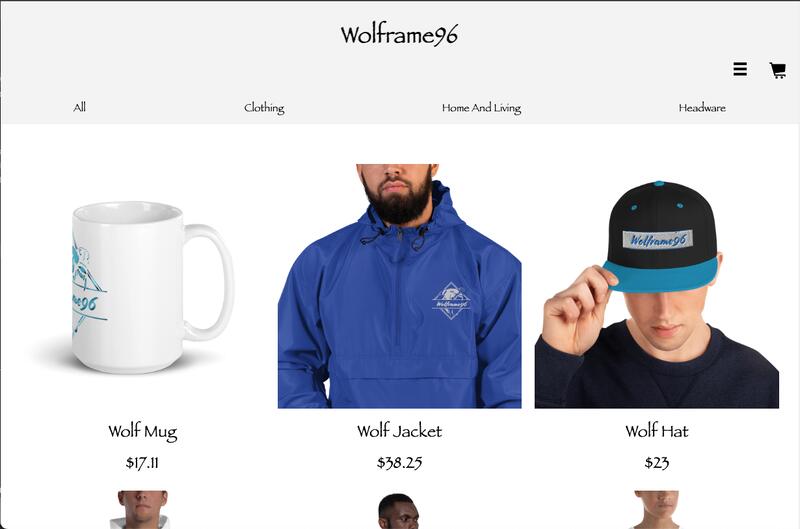 Wolframe96
All
Clothing
Home And Living
Headware
Wolframe96
Wolframe96
Wolf Mug
Wolf Jacket
Wolf Hat
$17.11
$38.25
$23